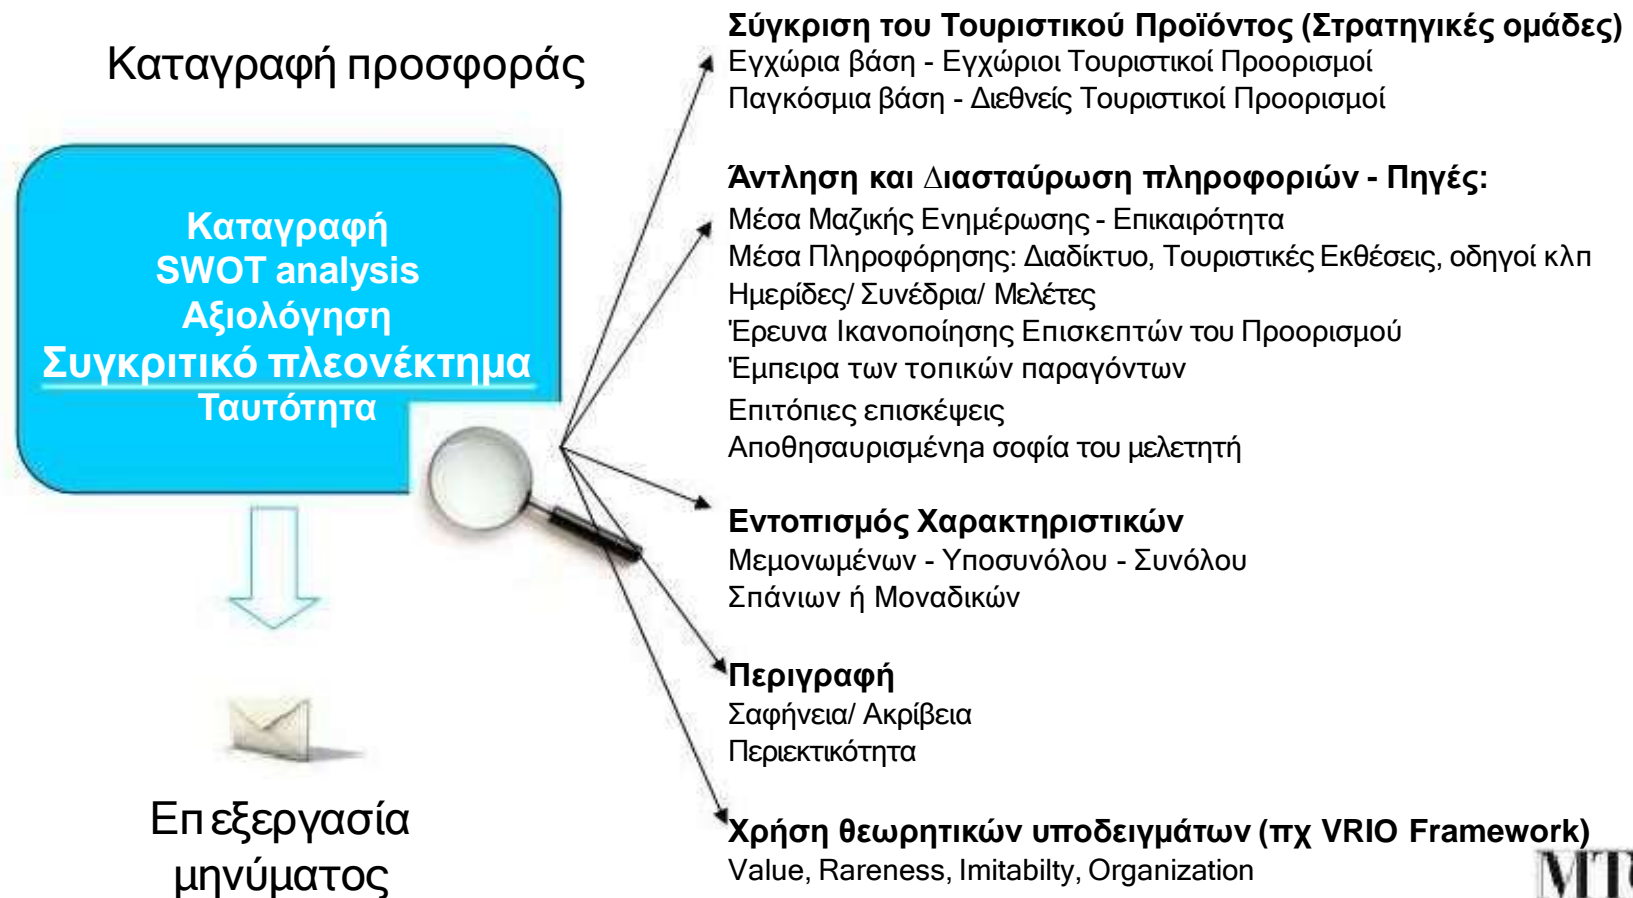 Καταγραφή προσφοράς
Καταγραφή
SWOT analysis
Αξιολόγηση
Συγκριτικό πλεονέκτημα
Ταυτότητα
Επεξεργασία
μηνύματος
Σύγκριση του Τουριστικού Προϊόντος (Στρατηγικές ομάδες)
Εγχώρια βάση - Εγχώριοι Τουριστικοί Προορισμοί
Παγκόσμια βάση - Διεθνείς Τουριστικοί Προορισμοί
Άντληση και ∆ιασταύρωση πληροφοριών - Πηγές:
Μέσα Μαζικής Ενημέρωσης - Επικαιρότητα
Μέσα Πληροφόρησης: Διαδίκτυο, Τουριστικές Εκθέσεις, οδηγοί κλπ
Ημερίδες/ Συνέδρια/ Μελέτες
Έρευνα Ικανοποίησης Επισκεπτών του Προορισμού
Έμπειρα των τοπικών παραγόντων
Επιτόπιες επισκέψεις
Αποθησαυρισμένηa σοφία του μελετητή
Εντοπισμός Χαρακτηριστικών
Μεμονωμένων - Υποσυνόλου - Συνόλου
Σπάνιων ή Μοναδικών
Περιγραφή
Σαφήνεια/ Ακρίβεια
Περιεκτικότητα
Χρήση θεωρητικών υποδειγμάτων (πχ VRIO Framework)
Value, Rareness, Imitabilty, Organization